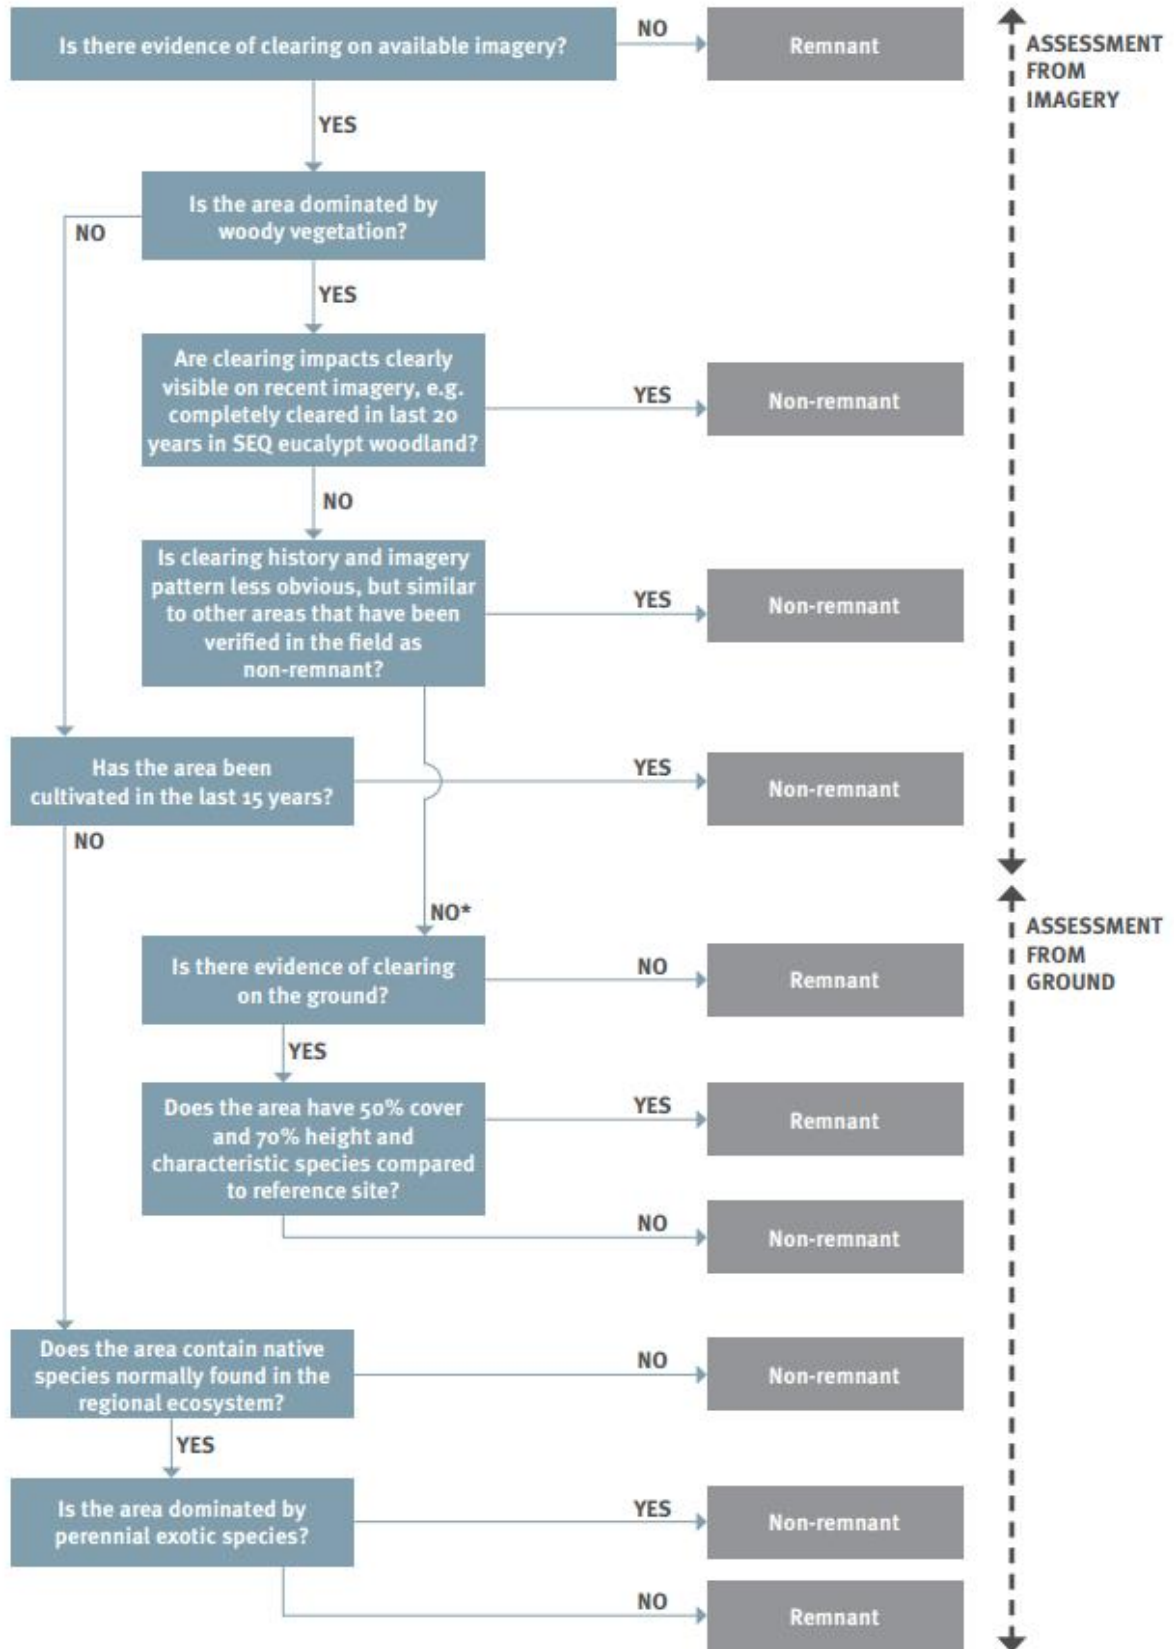 Is there evidence of clearing on available imagery?
NO
Remnant
ASSESSMENT
FROM
IMAGERY
YES
Is the area dominated by
woody vegetation?
NO
YES
Are clearing impacts clearly
visible on recent imagery, e.g.
completely cleared in last 20
years in SEQ eucalypt woodland?
YES
Non-remnant
NO
Is clearing history and imagery
pattern less obvious, but similar
to other areas that have been
verified in the field as
non-remnant?
YES
Non-remnant
Has the area been
cultivated in the last 15 years?
YES
Non-remnant
NO
NO*
ASSESSMENT
FROM
GROUND
Is there evidence of clearing
on the ground?
NO
Remnant
YES
Does the area have 50% cover
and 70% height and
characteristic species compared
to reference site?
YES
Remnant
NO
Non-remnant
Does the area contain native
species normally found in the
regional ecosystem?
NO
Non-remnant
YES
Is the area dominated by
perennial exotic species?
YES
Non-remnant
NO
Remnant